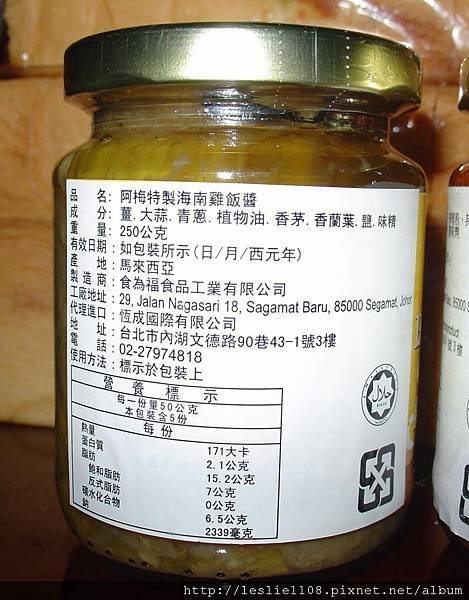 品名: 阿梅特製海南雞飯醬
成分: 薑. 大蒜. 青蔥. 植物油. 香茅. 香蘭葉. 鹽. 味精
重量: 250公克
有效日期: 如包裝所示(日/月/西元年)
產地: 馬來西亞
製造商: 食為福食品工業有限公司
工廠地址: 29, Jalan Nagasari 18, Sagamat Baru, 85000 Segamat, Johor
代理進口: 恆成國際有限公司
地址: 台北市內湖文德路90巷43-1號3樓
電話: 02-27974818
使用方法: 標示於包裝上
營養標示
每一份量50公克
本包裝含5份
每份
熱量 171大卡
蛋白質 2.1公克
脂肪 15.2公克
飽和脂肪 7公克
反式脂肪 0公克
碳水化合物 6.5公克
鈉 2339毫克
http://leslie1108.pixnet.net/album